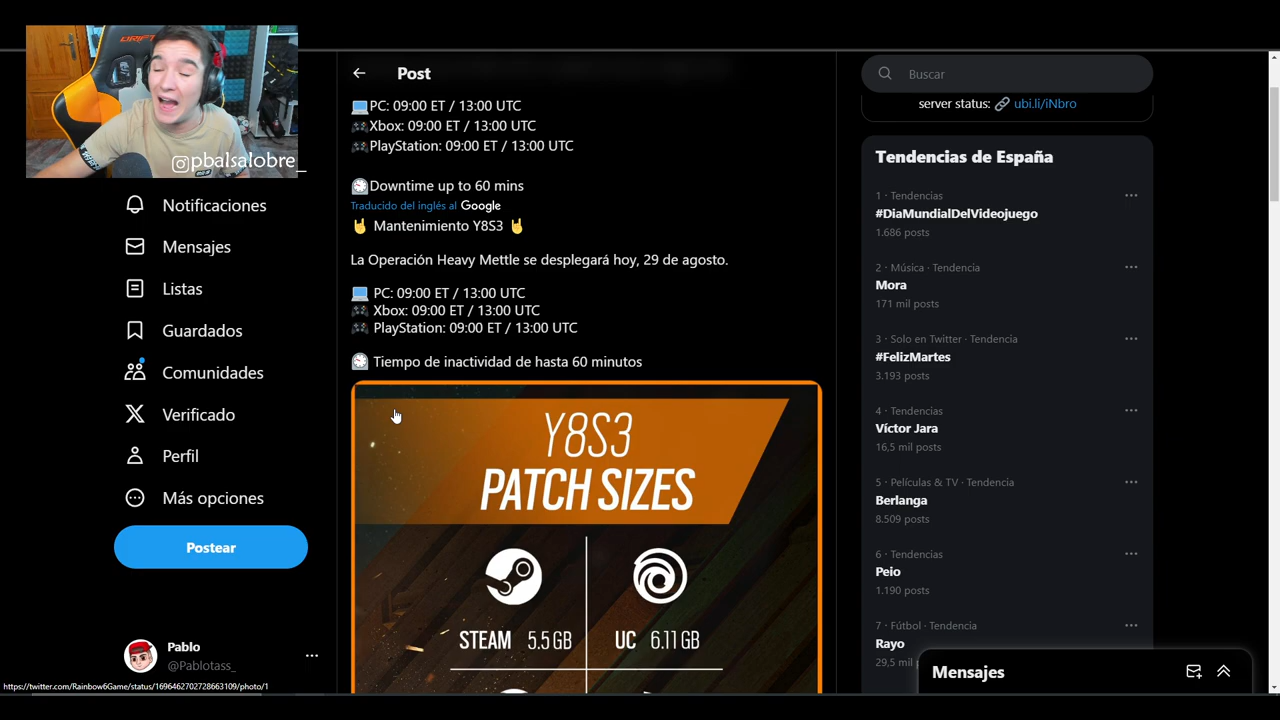 pbalsalobre_
Notificaciones
Mensajes
Listas
Guardados
Comunidades
Verificado
Perfil
Más opciones
Postear
Pablo
@Pablotass_
https://twitter.com/Rainbow6Game/status/1696462702728663109/photo/1
Post
PC: 09:00 ET / 13:00 UTC
Xbox: 09:00 ET / 13:00 UTC
PlayStation: 09:00 ET / 13:00 UTC
Downtime up to 60 mins
Traducido del inglés al Google
🤘 Mantenimiento Y8S3 🤘
La Operación Heavy Mettle se desplegará hoy, 29 de agosto.
PC: 09:00 ET / 13:00 UTC
Xbox: 09:00 ET / 13:00 UTC
PlayStation: 09:00 ET / 13:00 UTC
Tiempo de inactividad de hasta 60 minutos
Y8S3
PATCH SIZES
STEAM 5.5 GB
UC 6.11 GB
Buscar
server status: ubi.li/iNbro
Tendencias de España
1 · Tendencias
#DiaMundialDelVideojuego
1.686 posts
2 · Música · Tendencia
Mora
171 mil posts
3 · Solo en Twitter · Tendencia
#FelizMartes
3.193 posts
4 · Tendencias
Víctor Jara
16,5 mil posts
5 · Películas & TV · Tendencia
Berlanga
8.509 posts
6 · Tendencias
Peio
1.190 posts
7 · Fútbol · Tendencia
Rayo
29,5 mil
Mensajes